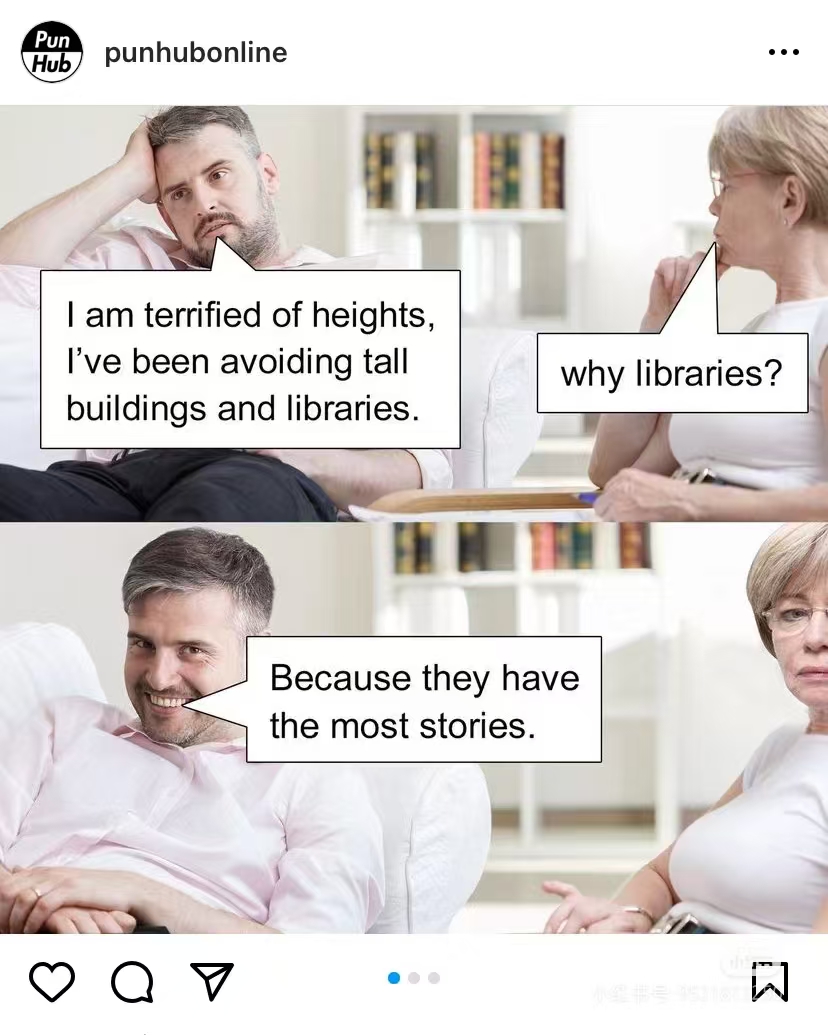 Pun
Hub
punhubonline
I am terrified of heights,
I've been avoiding tall
buildings and libraries.
why libraries?
Because they have
the most stories.